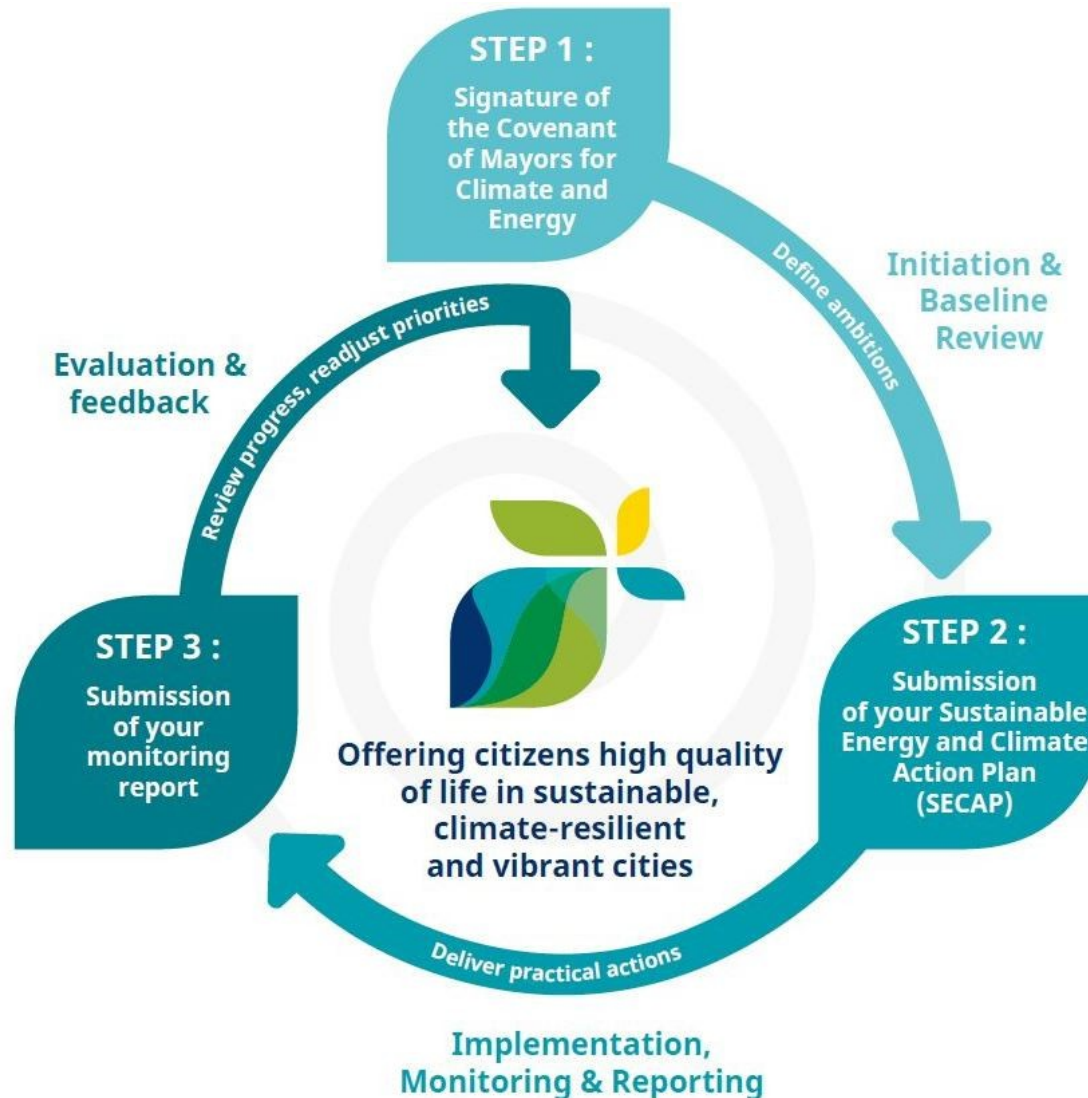 STEP 1 :
Signature of
the Covenant
of Mayors for
Climate and
Energy
Define ambitions
Initiation &
Baseline
Review
STEP 2 :
Submission
of your Sustainable
Energy and Climate
Action Plan
(SECAP)
Deliver practical actions
Implementation,
Monitoring & Reporting
STEP 3 :
Submission
of your
monitoring
report
Review progress, readjust priorities
Evaluation &
feedback
Offering citizens high quality
of life in sustainable,
climate-resilient
and vibrant cities